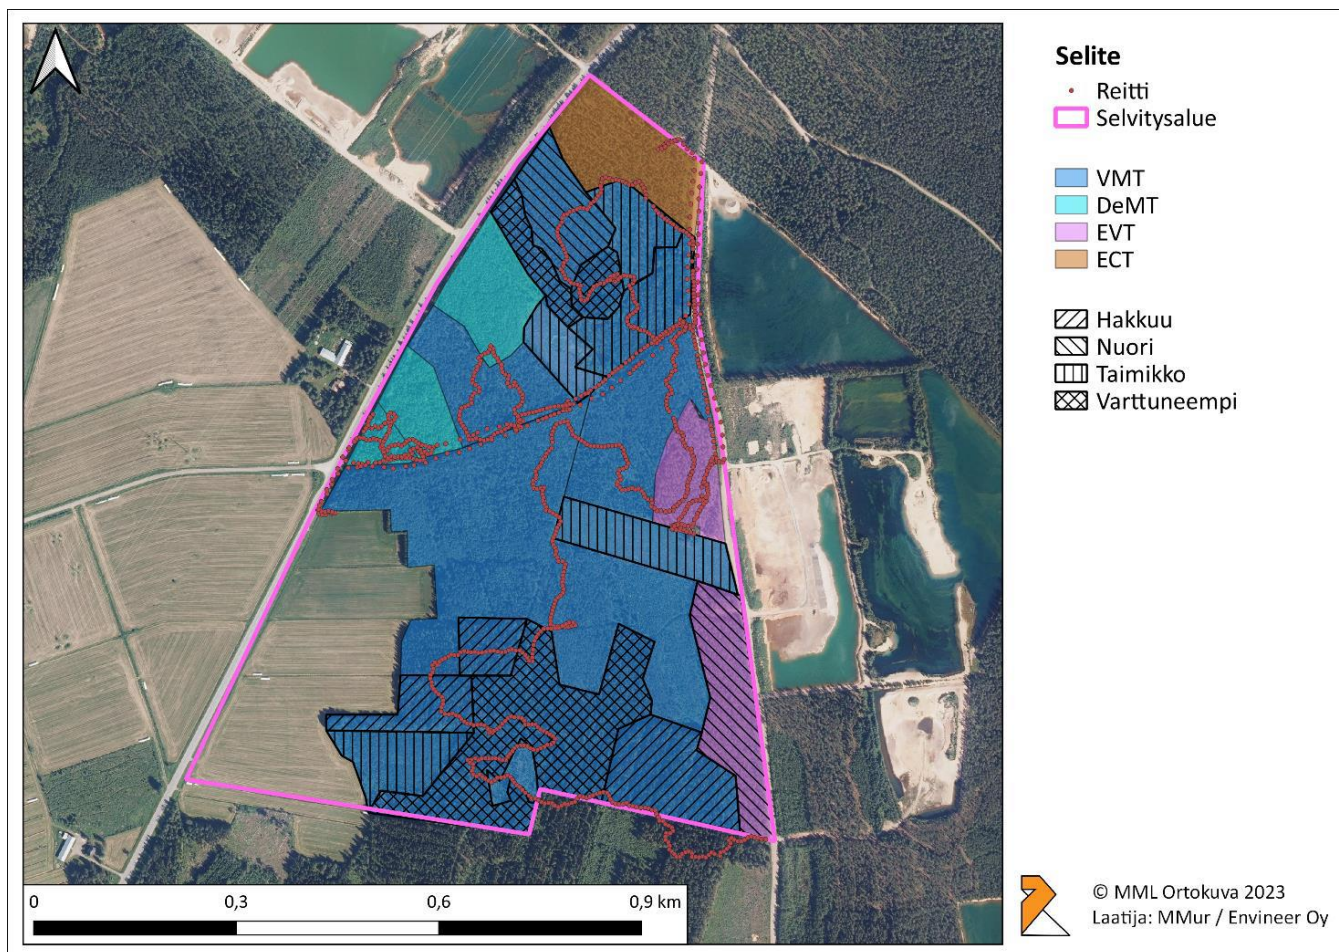 Selite
Reitti
Selvitysalue
VMT
DeMT
EVT
ECT
Hakkuu
Nuori
Taimikko
Varttuneempi
0 0,3 0,6 0,9 km
© MML Ortokuva 2023
Laatija: MMur / Envineer Oy